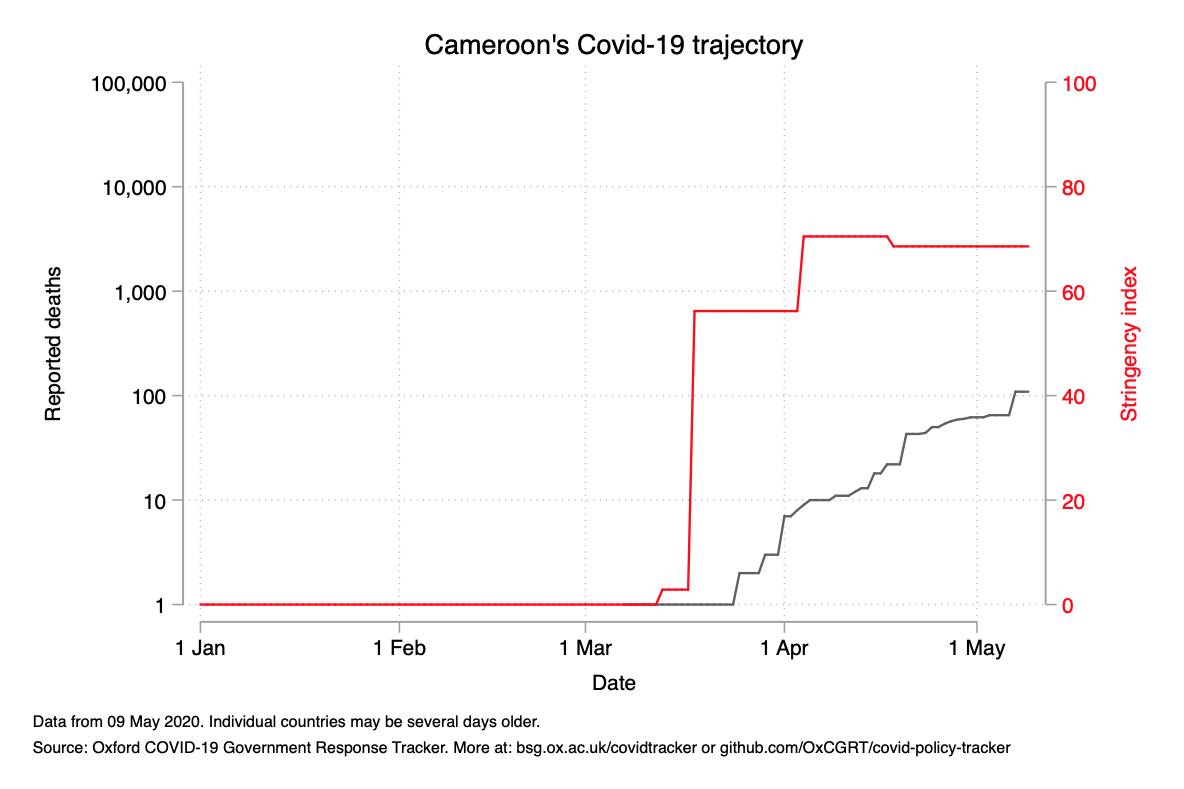 Cameroon's Covid-19 trajectory
100,000
10,000
1,000
100
10
1
Reported deaths
100
80
60
40
20
0
Stringency index
1 Jan
1 Feb
1 Mar
1 Apr
1 May
Date
Data from 09 May 2020. Individual countries may be several days older.
Source: Oxford COVID-19 Government Response Tracker. More at: bsg.ox.ac.uk/covidtracker or github.com/OxCGRT/covid-policy-tracker